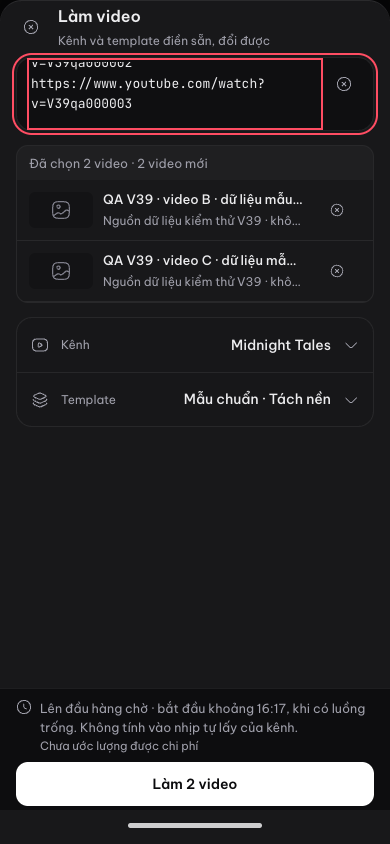 Làm video
Kênh và template điền sẵn, đổi được
v=V39qa000002
https://www.youtube.com/watch?
v=V39qa000003
Đã chọn 2 video · 2 video mới
QA V39 · video B · dữ liệu mẫu...
Nguồn dữ liệu kiểm thử V39 · khô...
QA V39 · video C · dữ liệu mẫ...
Nguồn dữ liệu kiểm thử V39 · khô...
Kênh
Midnight Tales
Template
Mẫu chuẩn · Tách nền
Lên đầu hàng chờ · bắt đầu khoảng 16:17, khi có luồng
trống. Không tính vào nhịp tự lấy của kênh.
Chưa ước lượng được chi phí
Làm 2 video